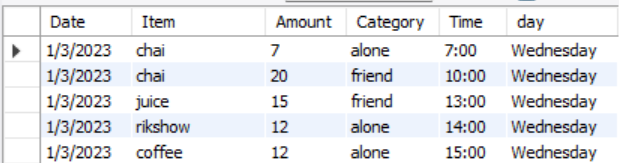 Date Item Amount Category Time day
1/3/2023 chai 7 alone 7:00 Wednesday
1/3/2023 chai 20 friend 10:00 Wednesday
1/3/2023 juice 15 friend 13:00 Wednesday
1/3/2023 rikshow 12 alone 14:00 Wednesday
1/3/2023 coffee 12 alone 15:00 Wednesday